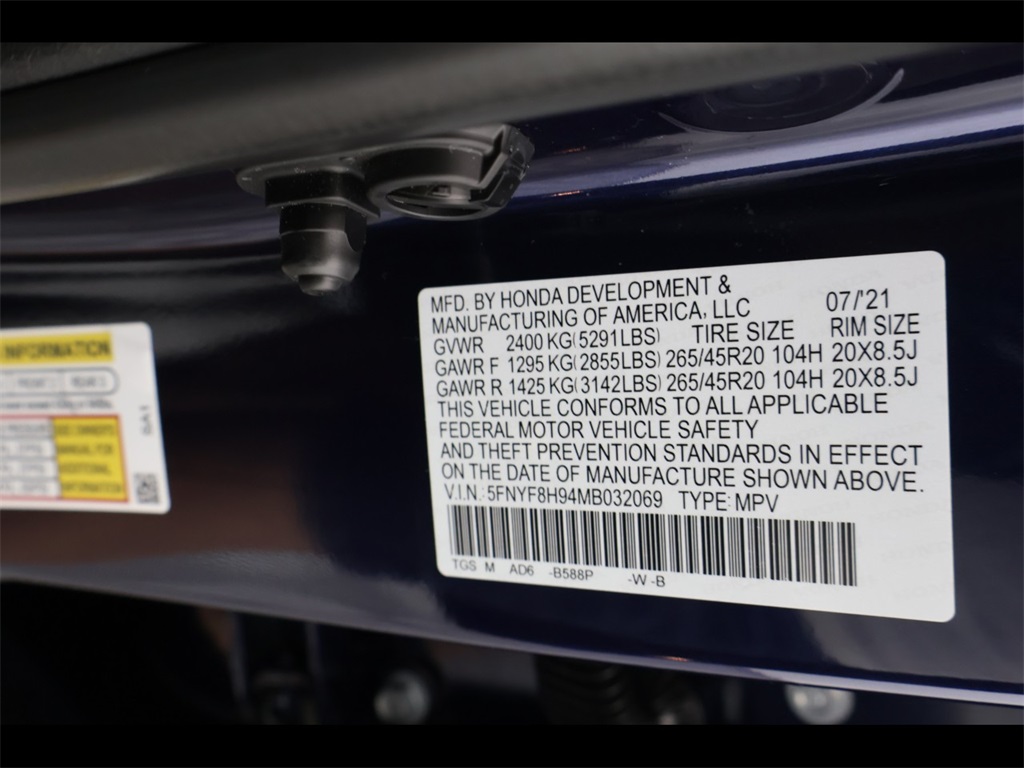 INFORMATION
MFD. BY HONDA DEVELOPMENT &
MANUFACTURING OF AMERICA, LLC 07/'21
GVWR 2400 KG(5291LBS) TIRE SIZE RIM SIZE
GAWR F 1295 KG(2855LBS) 265/45R20 104H 20X8.5J
GAWR R 1425 KG(3142LBS) 265/45R20 104H 20X8.5J
THIS VEHICLE CONFORMS TO ALL APPLICABLE
FEDERAL MOTOR VEHICLE SAFETY
AND THEFT PREVENTION STANDARDS IN EFFECT
ON THE DATE OF MANUFACTURE SHOWN ABOVE.
V.I.N.: 5FNYF8H94MB032069 TYPE: MPV
TGS M AD6 -B588P -W -B